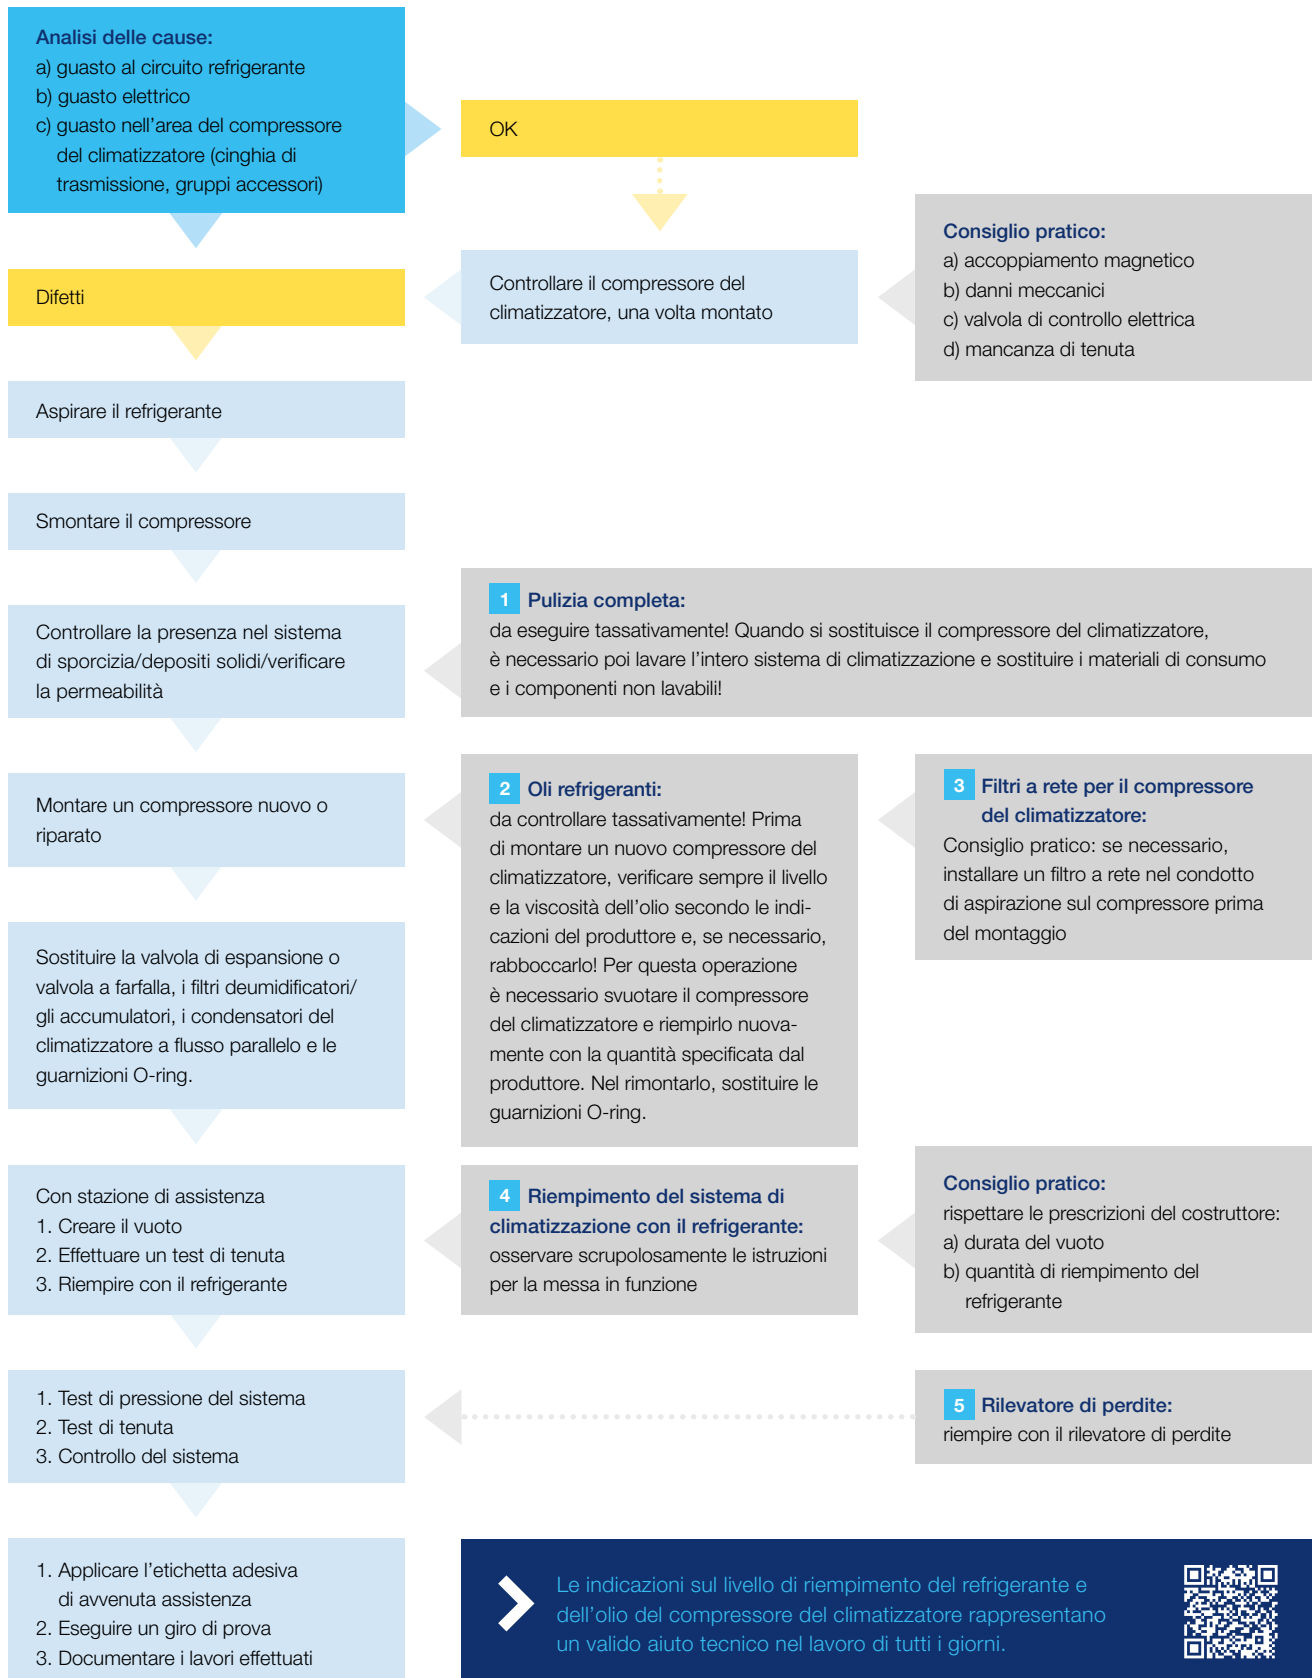 Analisi delle cause:
a) guasto al circuito refrigerante
b) guasto elettrico
c) guasto nell’area del compressore
del climatizzatore (cinghia di
trasmissione, gruppi accessori)
OK
Controllare il compressore del
climatizzatore, una volta montato
Consiglio pratico:
a) accoppiamento magnetico
b) danni meccanici
c) valvola di controllo elettrica
d) mancanza di tenuta
Difetti
Aspirare il refrigerante
Smontare il compressore
Controllare la presenza nel sistema
di sporcizia/depositi solidi/verificare
la permeabilità
1 Pulizia completa:
da eseguire tassativamente! Quando si sostituisce il compressore del climatizzatore,
è necessario poi lavare l’intero sistema di climatizzazione e sostituire i materiali di consumo
e i componenti non lavabili!
Montare un compressore nuovo o
riparato
2 Oli refrigeranti:
da controllare tassativamente! Prima
di montare un nuovo compressore del
climatizzatore, verificare sempre il livello
e la viscosità dell’olio secondo le indi-
cazioni del produttore e, se necessario,
rabboccarlo! Per questa operazione
è necessario svuotare il compressore
del climatizzatore e riempirlo nuova-
mente con la quantità specificata dal
produttore. Nel rimontarlo, sostituire le
guarnizioni O-ring.
3 Filtri a rete per il compressore
del climatizzatore:
Consiglio pratico: se necessario,
installare un filtro a rete nel condotto
di aspirazione sul compressore prima
del montaggio
Sostituire la valvola di espansione o
valvola a farfalla, i filtri deumidificatori/
gli accumulatori, i condensatori del
climatizzatore a flusso parallelo e le
guarnizioni O-ring.
Con stazione di assistenza
1. Creare il vuoto
2. Effettuare un test di tenuta
3. Riempire con il refrigerante
4 Riempimento del sistema di
climatizzazione con il refrigerante:
osservare scrupolosamente le istruzioni
per la messa in funzione
Consiglio pratico:
rispettare le prescrizioni del costruttore:
a) durata del vuoto
b) quantità di riempimento del
refrigerante
1. Test di pressione del sistema
2. Test di tenuta
3. Controllo del sistema
5 Rilevatore di perdite:
riempire con il rilevatore di perdite
1. Applicare l’etichetta adesiva
di avvenuta assistenza
2. Eseguire un giro di prova
3. Documentare i lavori effettuati
Le indicazioni sul livello di riempimento del refrigerante e
dell’olio del compressore del climatizzatore rappresentano
un valido aiuto tecnico nel lavoro di tutti i giorni.